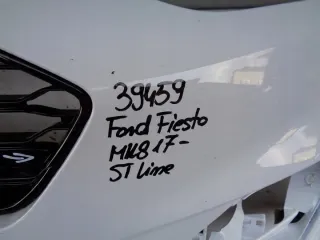 39439
Ford Fiesta
MK8 17-
ST Line